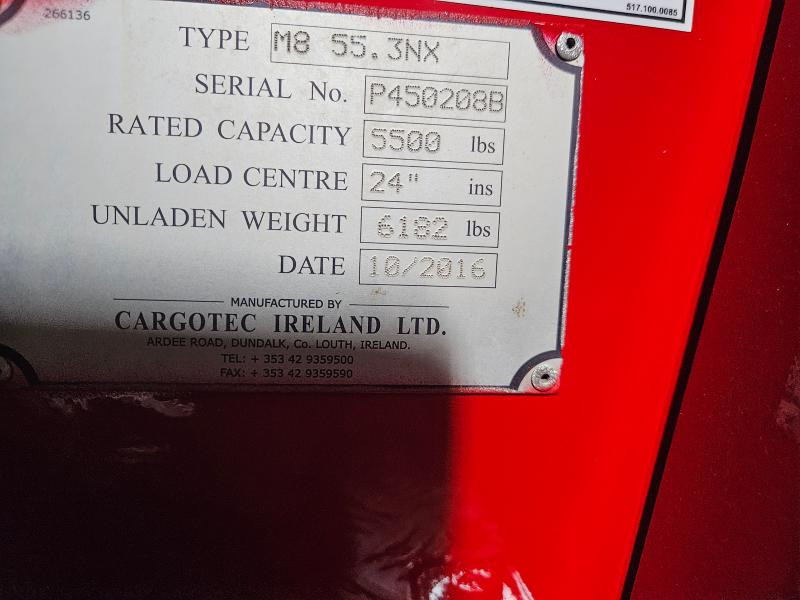 517.100.0085
266136
TYPE M8 55.3NX
SERIAL No. P450208B
RATED CAPACITY 5500 lbs
LOAD CENTRE 24" ins
UNLADEN WEIGHT 6182 lbs
DATE 10/2016
MANUFACTURED BY
CARGOTEC IRELAND LTD.
ARDEE ROAD, DUNDALK, Co. LOUTH, IRELAND.
TEL: + 353 42 9359500
FAX: + 353 42 9359590